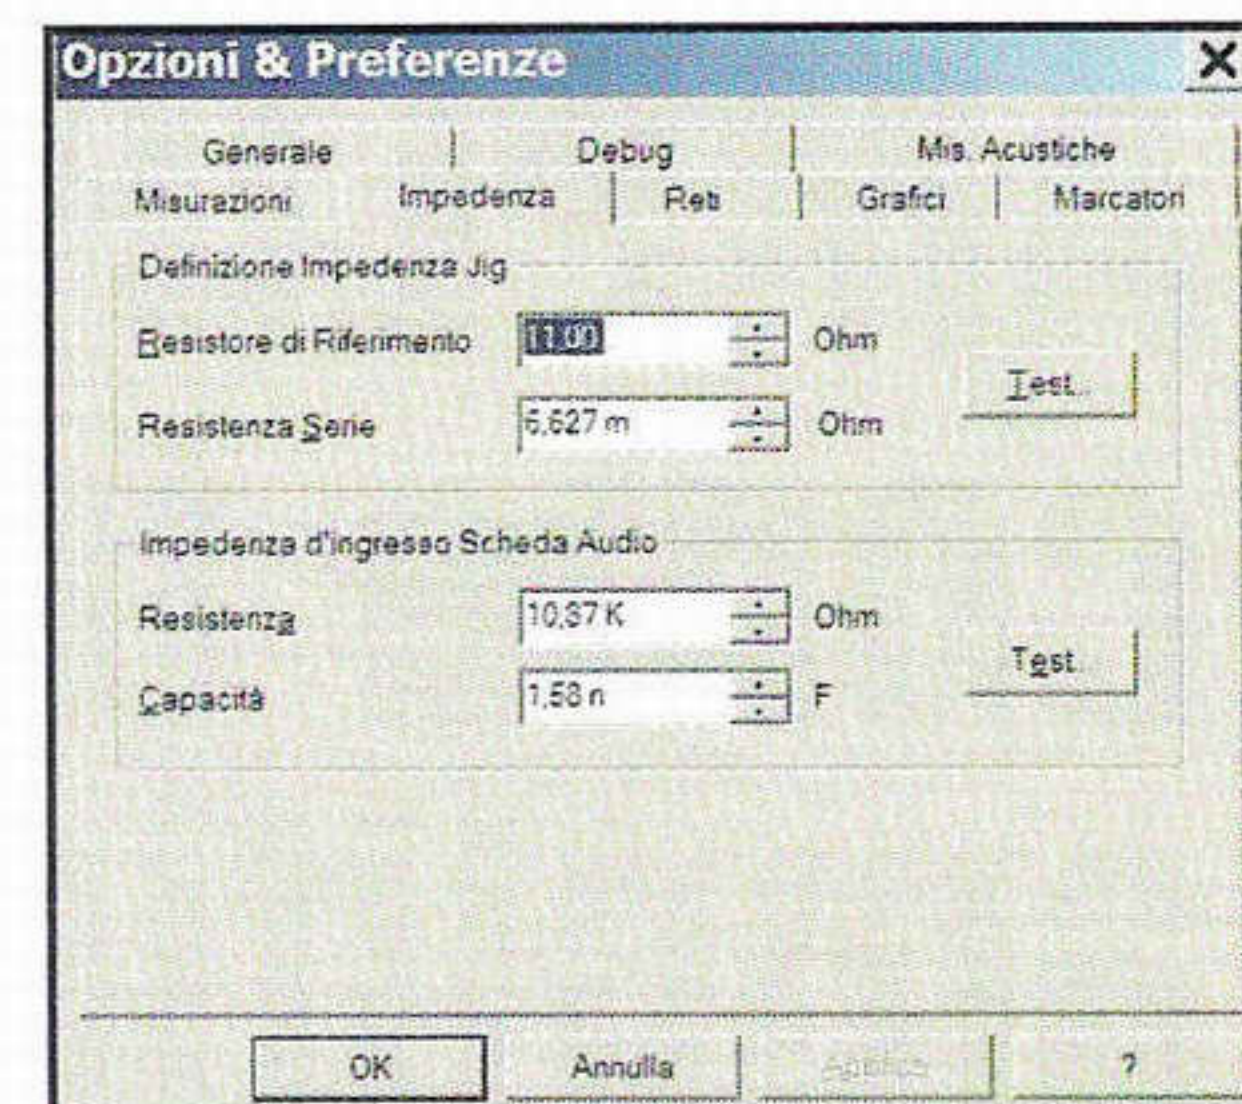 Opzioni & Preferenze
Generale Debug Mis. Acustiche
Misurazioni Impedenza Reti Grafici Marcatori
Definizione Impedenza Jig
Resistore di Riferimento 11.00 Ohm
Test..
Resistenza Serie 6,627 m Ohm
Impedenza d'ingresso Scheda Audio
Resistenza 10,37 K Ohm
Test..
Capacità 1,58 n F
OK Annulla Applica ?